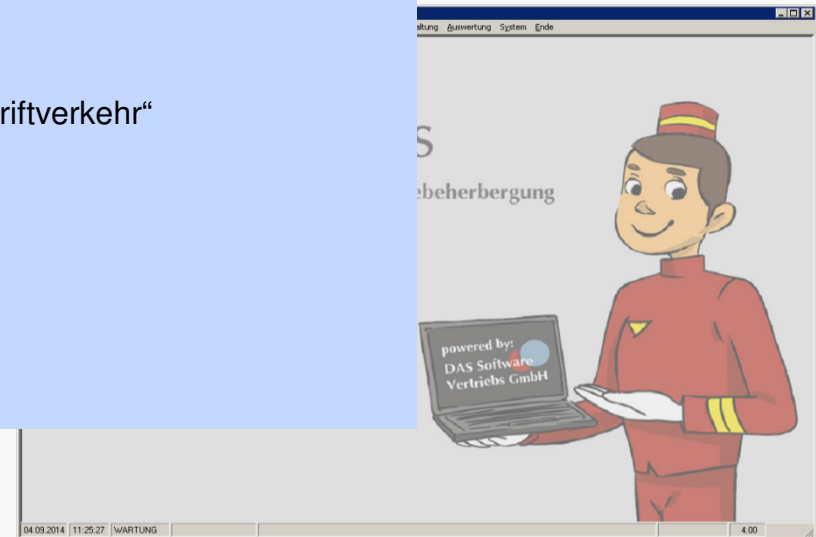 altung Auswertung System Ende
riftverkehr“
S
ebeherbergung
powered by:
DAS Software
Vertriebs GmbH
04.09.2014 11:25:27 WARTUNG 4.00